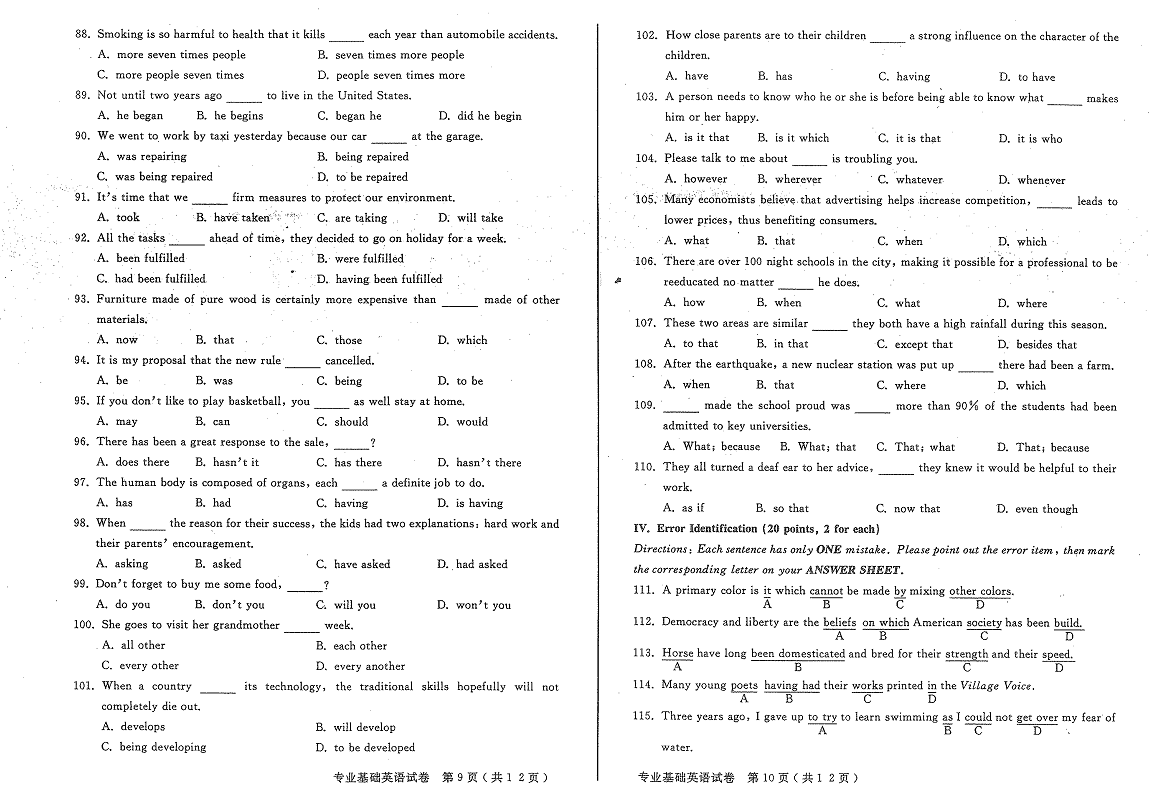 88. Smoking is so harmful to health that it kills ______ each year than automobile accidents.
A. more seven times people B. seven times more people
C. more people seven times D. people seven times more
89. Not until two years ago ______ to live in the United States.
A. he began B. he begins C. began he D. did he begin
90. We went to work by taxi yesterday because our car ______ at the garage.
A. was repairing B. being repaired
C. was being repaired D. to be repaired
91. It's time that we ______ firm measures to protect our environment.
A. took B. have taken C. are taking D. will take
92. All the tasks ______ ahead of time, they decided to go on holiday for a week.
A. been fulfilled B. were fulfilled
C. had been fulfilled D. having been fulfilled
93. Furniture made of pure wood is certainly more expensive than ______ made of other
materials.
A. now B. that C. those D. which
94. It is my proposal that the new rule ______ cancelled.
A. be B. was C. being D. to be
95. If you don't like to play basketball, you ______ as well stay at home.
A. may B. can C. should D. would
96. There has been a great response to the sale, ______?
A. does there B. hasn't it C. has there D. hasn't there
97. The human body is composed of organs, each ______ a definite job to do.
A. has B. had C. having D. is having
98. When ______ the reason for their success, the kids had two explanations: hard work and
their parents' encouragement.
A. asking B. asked C. have asked D. had asked
99. Don't forget to buy me some food, ______?
A. do you B. don't you C. will you D. won't you
100. She goes to visit her grandmother ______ week.
A. all other B. each other
C. every other D. every another
101. When a country ______ its technology, the traditional skills hopefully will not
completely die out.
A. develops B. will develop
C. being developing D. to be developed
专业基础英语试卷 第9页(共12页)
102. How close parents are to their children ______ a strong influence on the character of the
children.
A. have B. has C. having D. to have
103. A person needs to know who he or she is before being able to know what ______ makes
him or her happy.
A. is it that B. is it which C. it is that D. it is who
104. Please talk to me about ______ is troubling you.
A. however B. wherever C. whatever D. whenever
105. Many economists believe that advertising helps increase competition, ______ leads to
lower prices, thus benefiting consumers.
A. what B. that C. when D. which
106. There are over 100 night schools in the city, making it possible for a professional to be
reeducated no matter ______ he does.
A. how B. when C. what D. where
107. These two areas are similar ______ they both have a high rainfall during this season.
A. to that B. in that C. except that D. besides that
108. After the earthquake, a new nuclear station was put up ______ there had been a farm.
A. when B. that C. where D. which
109. ______ made the school proud was ______ more than 90% of the students had been
admitted to key universities.
A. What; because B. What; that C. That; what D. That; because
110. They all turned a deaf ear to her advice, ______ they knew it would be helpful to their
work.
A. as if B. so that C. now that D. even though
IV. Error Identification (20 points, 2 for each)
Directions: Each sentence has only ONE mistake. Please point out the error item, then mark
the corresponding letter on your ANSWER SHEET.
111. A primary color is it which cannot be made by mixing other colors.
A B C D
112. Democracy and liberty are the beliefs on which American society has been build.
A B C D
113. Horse have long been domesticated and bred for their strength and their speed.
A B C D
114. Many young poets having had their works printed in the Village Voice.
A B C D
115. Three years ago, I gave up to try to learn swimming as I could not get over my fear of
A B C D
water.
专业基础英语试卷 第10页(共12页)